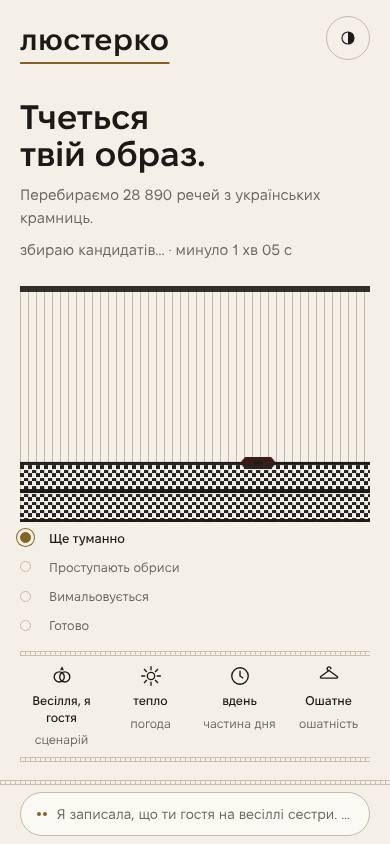 люстерко
Тчеться
твій образ.
Перебираємо 28 890 речей з українських
крамниць.
збираю кандидатів… · минуло 1 хв 05 с
Ще туманно
Проступають обриси
Вимальовується
Готово
Весілля, я гостя
сценарій
тепло
погода
вдень
частина дня
Ошатне
ошатність
Я записала, що ти гостя на весіллі сестри. …